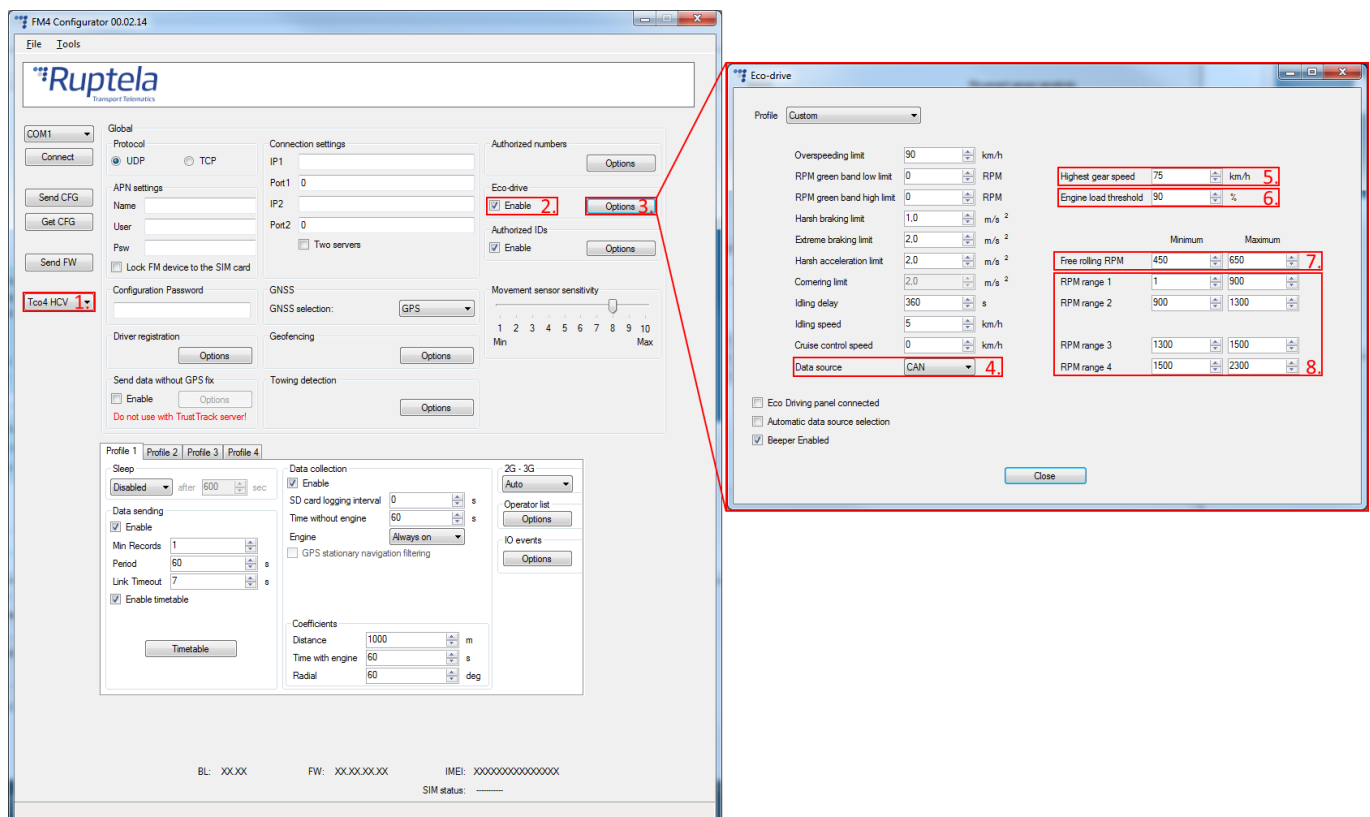 FM4 Configurator 00.02.14
File Tools
Ruptela
Transport Telematics
COM1
Connect
Send CFG
Get CFG
Send FW
Tco4 HCV 1.
Global
Protocol
UDP TCP
APN settings
Name
User
Psw
Lock FM device to the SIM card
Configuration Password
Driver registration
Options
Send data without GPS fix
Enable Options
Do not use with TrustTrack server!
Connection settings
IP1
Port1 0
IP2
Port2 0
Two servers
GNSS
GNSS selection: GPS
Geofencing
Options
Towing detection
Options
Authorized numbers
Options
Eco-drive
Enable 2. Options 3.
Authorized IDs
Enable Options
Movement sensor sensitivity
1 2 3 4 5 6 7 8 9 10
Min Max
Profile 1 Profile 2 Profile 3 Profile 4
Sleep
Disabled after 600 sec
Data sending
Enable
Min Records 1
Period 60 s
Link Timeout 7 s
Enable timetable
Timetable
Data collection
Enable
SD card logging interval 0 s
Time without engine 60 s
Engine Always on
GPS stationary navigation filtering
Coefficients
Distance 1000 m
Time with engine 60 s
Radial 60 deg
2G - 3G
Auto
Operator list
Options
IO events
Options
BL: XX.XX FW: XX.XX.XX.XX IMEI: XXXXXXXXXXXXXXX
SIM status: -----------
Eco-drive
Profile Custom
Overspeeding limit 90 km/h
RPM green band low limit 0 RPM
RPM green band high limit 0 RPM
Harsh braking limit 1,0 m/s 2
Extreme braking limit 2,0 m/s 2
Harsh acceleration limit 2,0 m/s 2
Cornering limit 2,0 m/s 2
Idling delay 360 s
Idling speed 5 km/h
Cruise control speed 0 km/h
Data source CAN 4.
Highest gear speed 75 km/h 5.
Engine load threshold 90 % 6.
Minimum Maximum
Free rolling RPM 450 650 7.
RPM range 1 1 900
RPM range 2 900 1300
RPM range 3 1300 1500
RPM range 4 1500 2300 8.
Eco Driving panel connected
Automatic data source selection
Beeper Enabled
Close